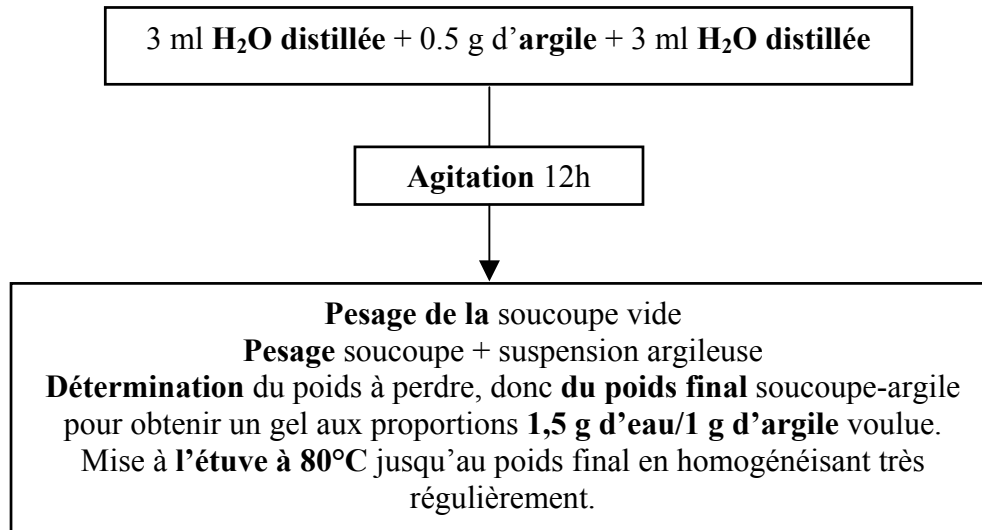 3 ml H₂O distillée + 0.5 g d’argile + 3 ml H₂O distillée
Agitation 12h
Pesage de la soucoupe vide
Pesage soucoupe + suspension argileuse
Détermination du poids à perdre, donc du poids final soucoupe-argile
pour obtenir un gel aux proportions 1,5 g d’eau/1 g d’argile voulue.
Mise à l’étuve à 80°C jusqu’au poids final en homogénéisant très
régulièrement.